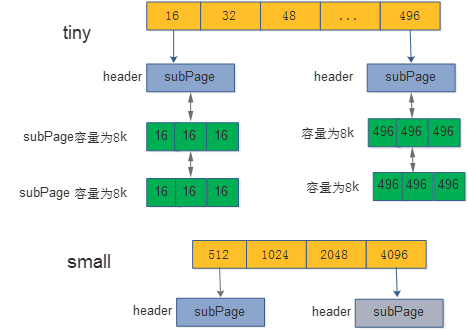 16 32 48 ... 496
tiny
header subPage header subPage
subPage容量为8k 16 16 16 容量为8k 496 496 496
subPage 容量为8k 16 16 16 容量为8k 496 496 496
small
512 1024 2048 4096
header subPage header subPage